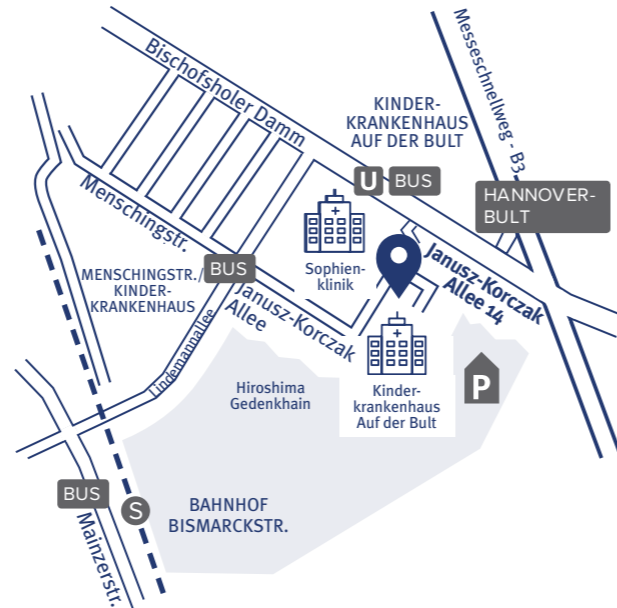 Bischofsholer Damm
Messeschnellweg - B3
KINDER-
KRANKENHAUS
AUF DER BULT
U BUS
HANNOVER-
BULT
Menschingstr.
Sophien-
klinik
Janusz-Korczak
Allee 14
BUS
MENSCHINGSTR./
KINDER-
KRANKENHAUS
Janusz-Korczak
Allee
Lindemannallee
Hiroshima
Gedenkhain
Kinder-
krankenhaus
Auf der Bult
P
BUS
S
BAHNHOF
BISMARCKSTR.
Mainzerstr.